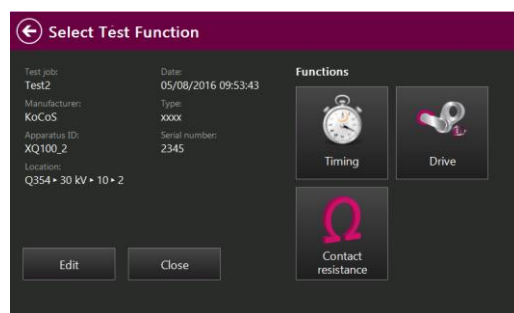 Select Test Function
Test job:
Test2
Date:
05/08/2016 09:53:43
Manufacturer:
KoCoS
Type:
xxxx
Apparatus ID:
XQ100_2
Serial number:
2345
Location:
Q354 ▸ 30 kV ▸ 10 ▸ 2
Edit
Close
Functions
Timing
Drive
Ω
Contact
resistance